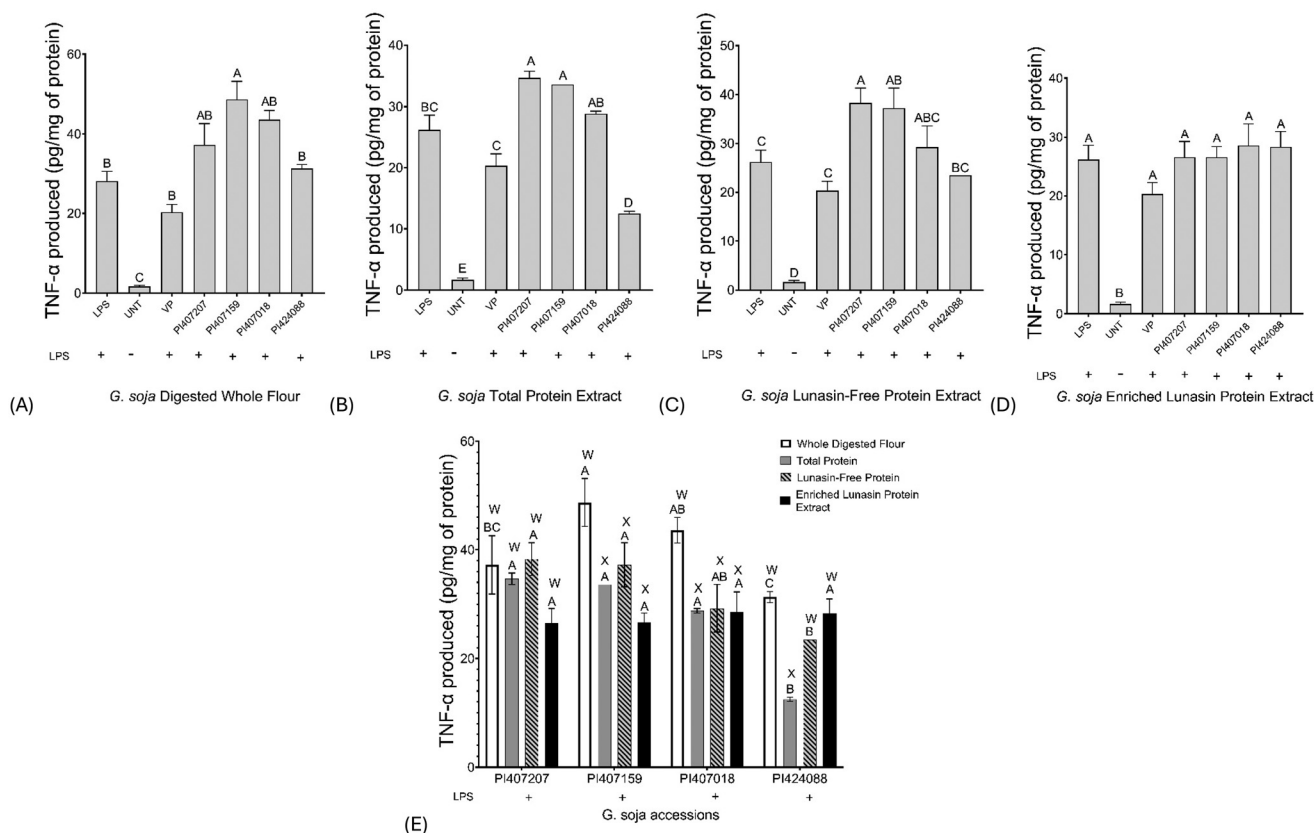 TNF-α produced (pg/mg of protein)
60
40
20
0
B
C
B
AB
A
AB
B
LPS
UNT
VP
PI407207
PI407159
PI407018
PI424088
LPS + - + + + + +
(A) G. soja Digested Whole Flour
TNF-α produced (pg/mg of protein)
40
30
20
10
0
BC
E
C
A
A
AB
D
LPS
UNT
VP
PI407207
PI407159
PI407018
PI424088
LPS + - + + + + +
(B) G. soja Total Protein Extract
TNF-α produced (pg/mg of protein)
50
40
30
20
10
0
C
D
C
A
AB
ABC
BC
LPS
UNT
VP
PI407207
PI407159
PI407018
PI424088
LPS + - + + + + +
(C) G. soja Lunasin-Free Protein Extract
TNF-α produced (pg/mg of protein)
40
30
20
10
0
A
B
A
A
A
A
A
LPS
UNT
VP
PI407207
PI407159
PI407018
PI424088
LPS + - + + + + +
(D) G. soja Enriched Lunasin Protein Extract
TNF-α produced (pg/mg of protein)
60
40
20
0
Whole Digested Flour
Total Protein
Lunasin-Free Protein
Enriched Lunasin Protein
Extract
W
BC
W
A
W
A
W
A
W
A
X
A
X
A
X
A
W
AB
X
A
X
AB
X
A
W
C
X
B
W
B
W
A
PI407207 PI407159 PI407018 PI424088
LPS + + + +
(E) G. soja accessions